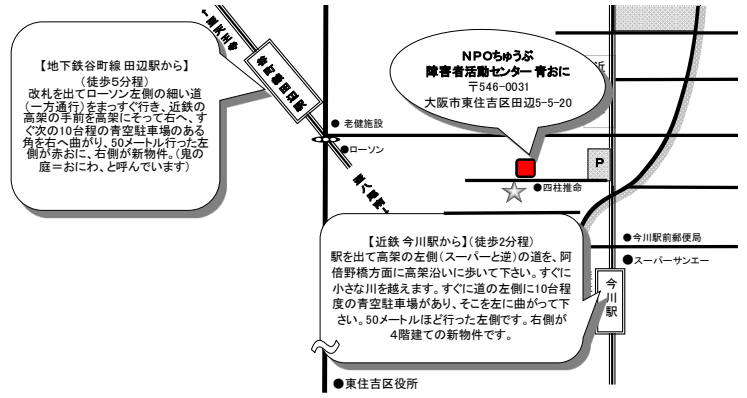 【地下鉄谷町線 田辺駅から】
(徒歩5分程)
改札を出てローソン左側の細い道
(一方通行)をまっすぐ行き、近鉄の
高架の手前を高架にそって右へ、す
ぐ次の10台程の青空駐車場のある
角を右へ曲がり、50メートル行った左
側が赤おに、右側が新物件。(鬼の
庭=おにわ、と呼んでいます)
谷町線田辺駅
NPOちゅうぶ
障害者活動センター 青おに
〒546-0031
大阪市東住吉区田辺5-5-20
近
●老健施設
●ローソン
P
●四柱推命
【近鉄 今川駅から】(徒歩2分程)
駅を出て高架の左側(スーパーと逆)の道を、阿
倍野橋方面に高架沿いに歩いて下さい。すぐに
小さな川を越えます。すぐに道の左側に10台程
度の青空駐車場があり、そこを左に曲がって下
さい。50メートルほど行った左側です。右側が
4階建ての新物件です。
●今川駅前郵便局
●スーパーサンエー
今川駅
●東住吉区役所